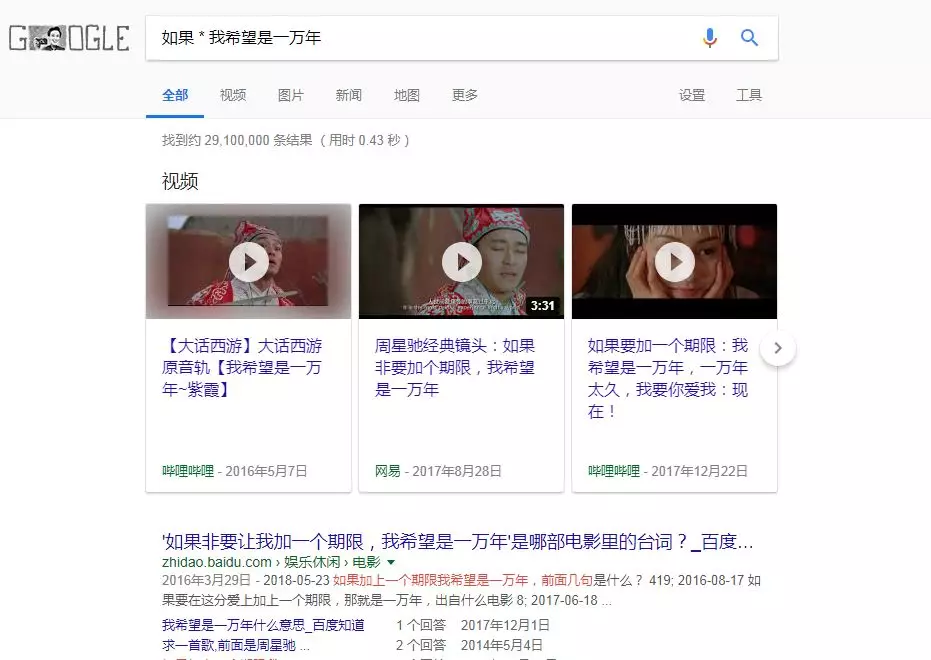 GOOGLE
如果 * 我希望是一万年
全部 视频 图片 新闻 地图 更多 设置 工具
找到约 29,100,000 条结果 （用时 0.43 秒）
视频
3:31
【大话西游】大话西游
原音轨【我希望是一万
年~紫霞】
哔哩哔哩 - 2016年5月7日
周星驰经典镜头：如果
非要加个期限，我希望
是一万年
网易 - 2017年8月28日
如果要加一个期限：我
希望是一万年，一万年
太久，我要你爱我：现
在！
哔哩哔哩 - 2017年12月22日
'如果非要让我加一个期限，我希望是一万年'是哪部电影里的台词？_百度...
zhidao.baidu.com › 娱乐休闲 › 电影
2016年3月29日 - 2018-05-23 如果加上一个期限我希望是一万年，前面几句是什么？ 419; 2016-08-17 如
果要在这分爱上加上一个期限，那就是一万年，出自什么电影 8; 2017-06-18 ...
我希望是一万年什么意思_百度知道 1 个回答 2017年12月1日
求一首歌,前面是周星驰 ... 2 个回答 2014年5月4日